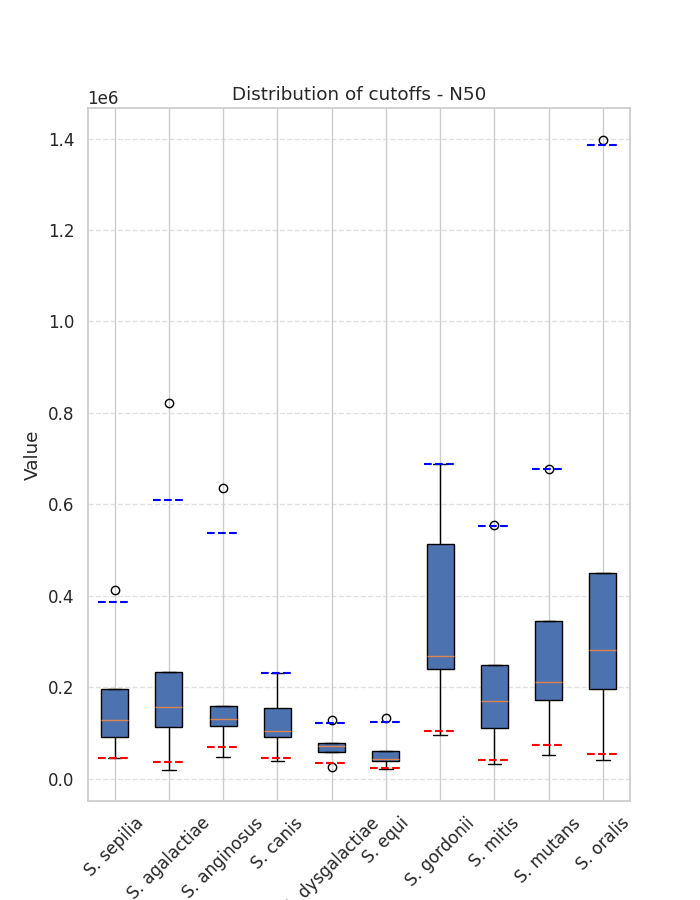 Distribution of cutoffs - N50
1e6
1.4
1.2
1.0
0.8
0.6
0.4
0.2
0.0
Value
S. sepilia
S. agalactiae
S. anginosus
S. canis
. dysgalactiae
S. equi
S. gordonii
S. mitis
S. mutans
S. oralis